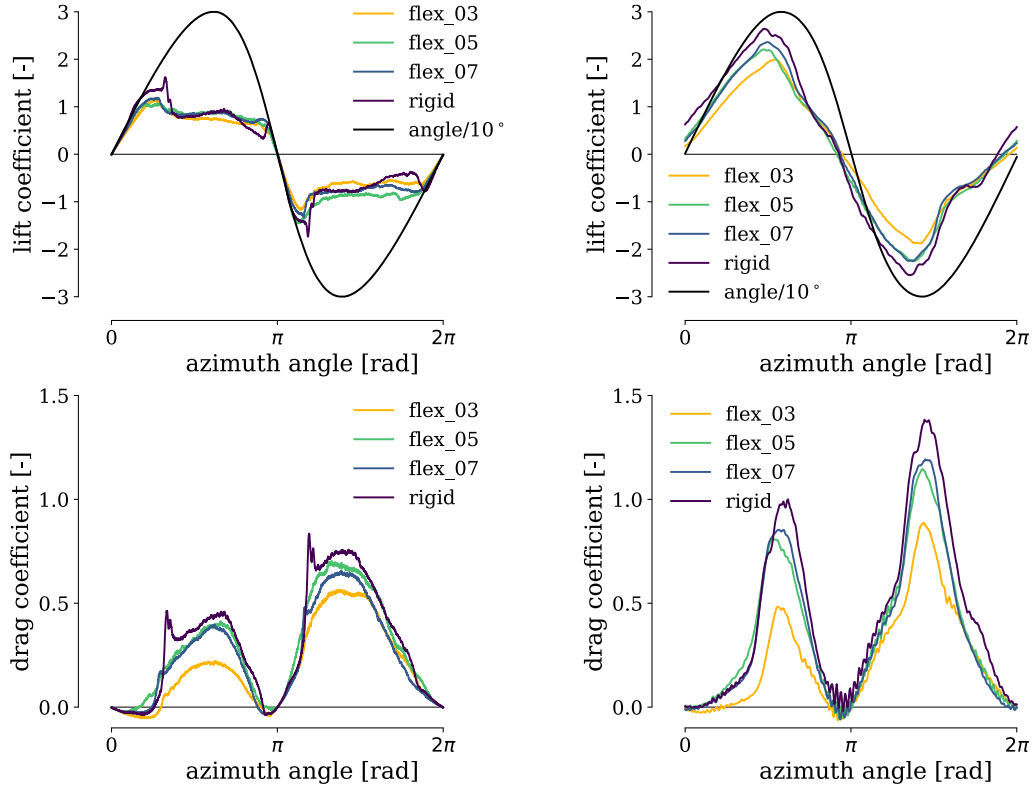 lift coefficient [-]
3
2
1
0
−1
−2
−3
flex_03
flex_05
flex_07
rigid
angle/10°
0
π
2π
azimuth angle [rad]
lift coefficient [-]
3
2
1
0
−1
−2
−3
flex_03
flex_05
flex_07
rigid
angle/10°
0
π
2π
azimuth angle [rad]
drag coefficient [-]
1.5
1.0
0.5
0.0
flex_03
flex_05
flex_07
rigid
0
π
2π
azimuth angle [rad]
drag coefficient [-]
1.5
1.0
0.5
0.0
flex_03
flex_05
flex_07
rigid
0
π
2π
azimuth angle [rad]